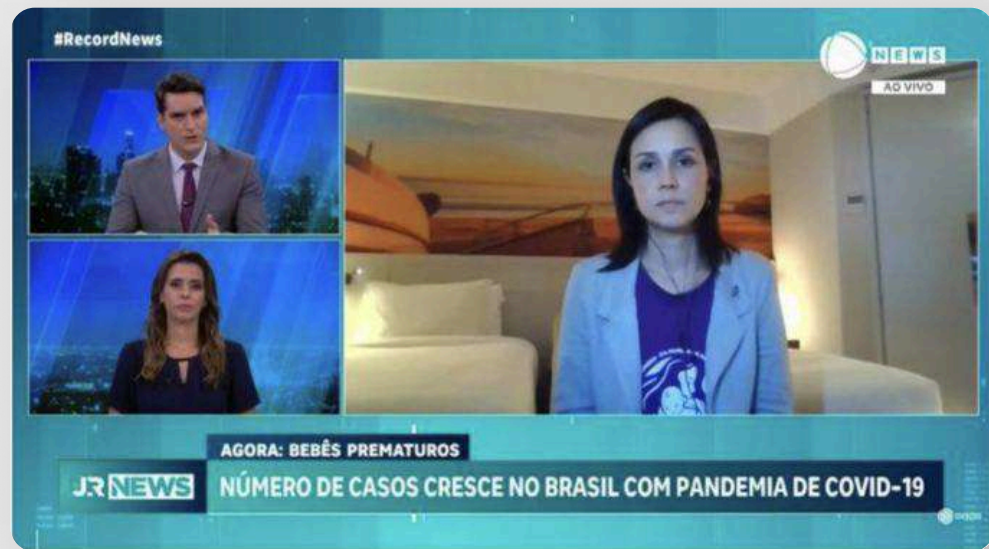 #RecordNews
NEWS
AO VIVO
AGORA: BEBÊS PREMATUROS
JR NEWS
NÚMERO DE CASOS CRESCE NO BRASIL COM PANDEMIA DE COVID-19